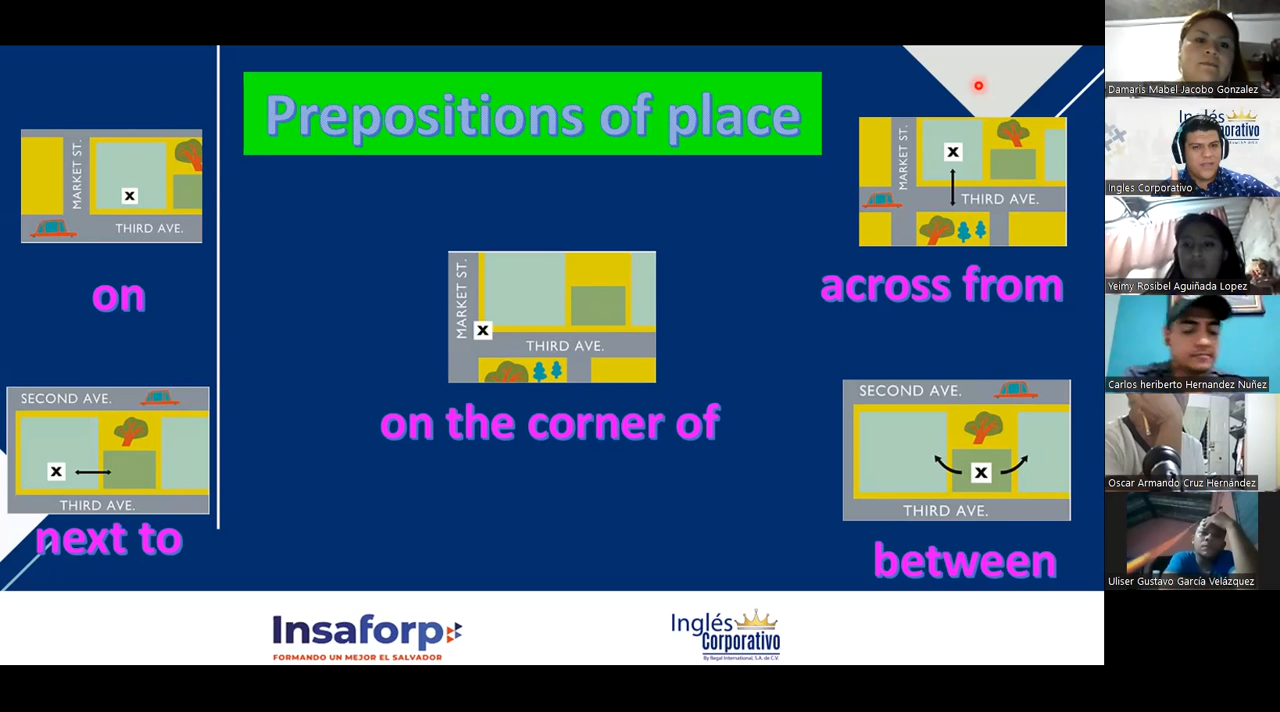 Prepositions of place
MARKET ST.
X
THIRD AVE.
on
SECOND AVE.
X
THIRD AVE.
next to
MARKET ST.
X
THIRD AVE.
on the corner of
MARKET ST.
X
THIRD AVE.
across from
SECOND AVE.
X
THIRD AVE.
between
Insaforp
FORMANDO UN MEJOR EL SALVADOR
Inglés
Corporativo
By Regal International, S.A. de C.V.
Damaris Mabel Jacobo Gonzalez
Inglés
Corporativo
Ingles Corporativo
Yeimy Rosibel Aguiñada Lopez
Carlos heriberto Hernandez Nuñez
Oscar Armando Cruz Hernández
Uliser Gustavo García Velázquez